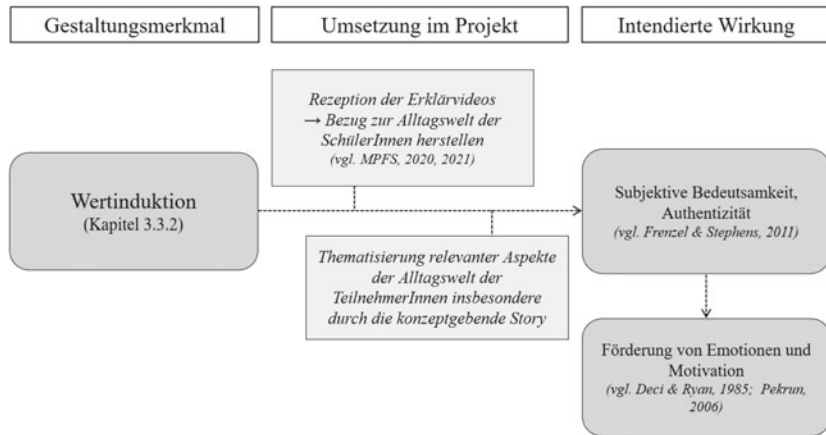 Gestaltungsmerkmal
Umsetzung im Projekt
Intendierte Wirkung
Rezeption der Erklärvideos
→ Bezug zur Alltagswelt der
SchülerInnen herstellen
(vgl. MPFS, 2020, 2021)
Wertinduktion
(Kapitel 3.3.2)
Subjektive Bedeutsamkeit,
Authentizität
(vgl. Frenzel & Stephens, 2011)
Thematisierung relevanter Aspekte
der Alltagswelt der
TeilnehmerInnen insbesondere
durch die konzeptgebende Story
Förderung von Emotionen und
Motivation
(vgl. Deci & Ryan, 1985; Pekrun,
2006)